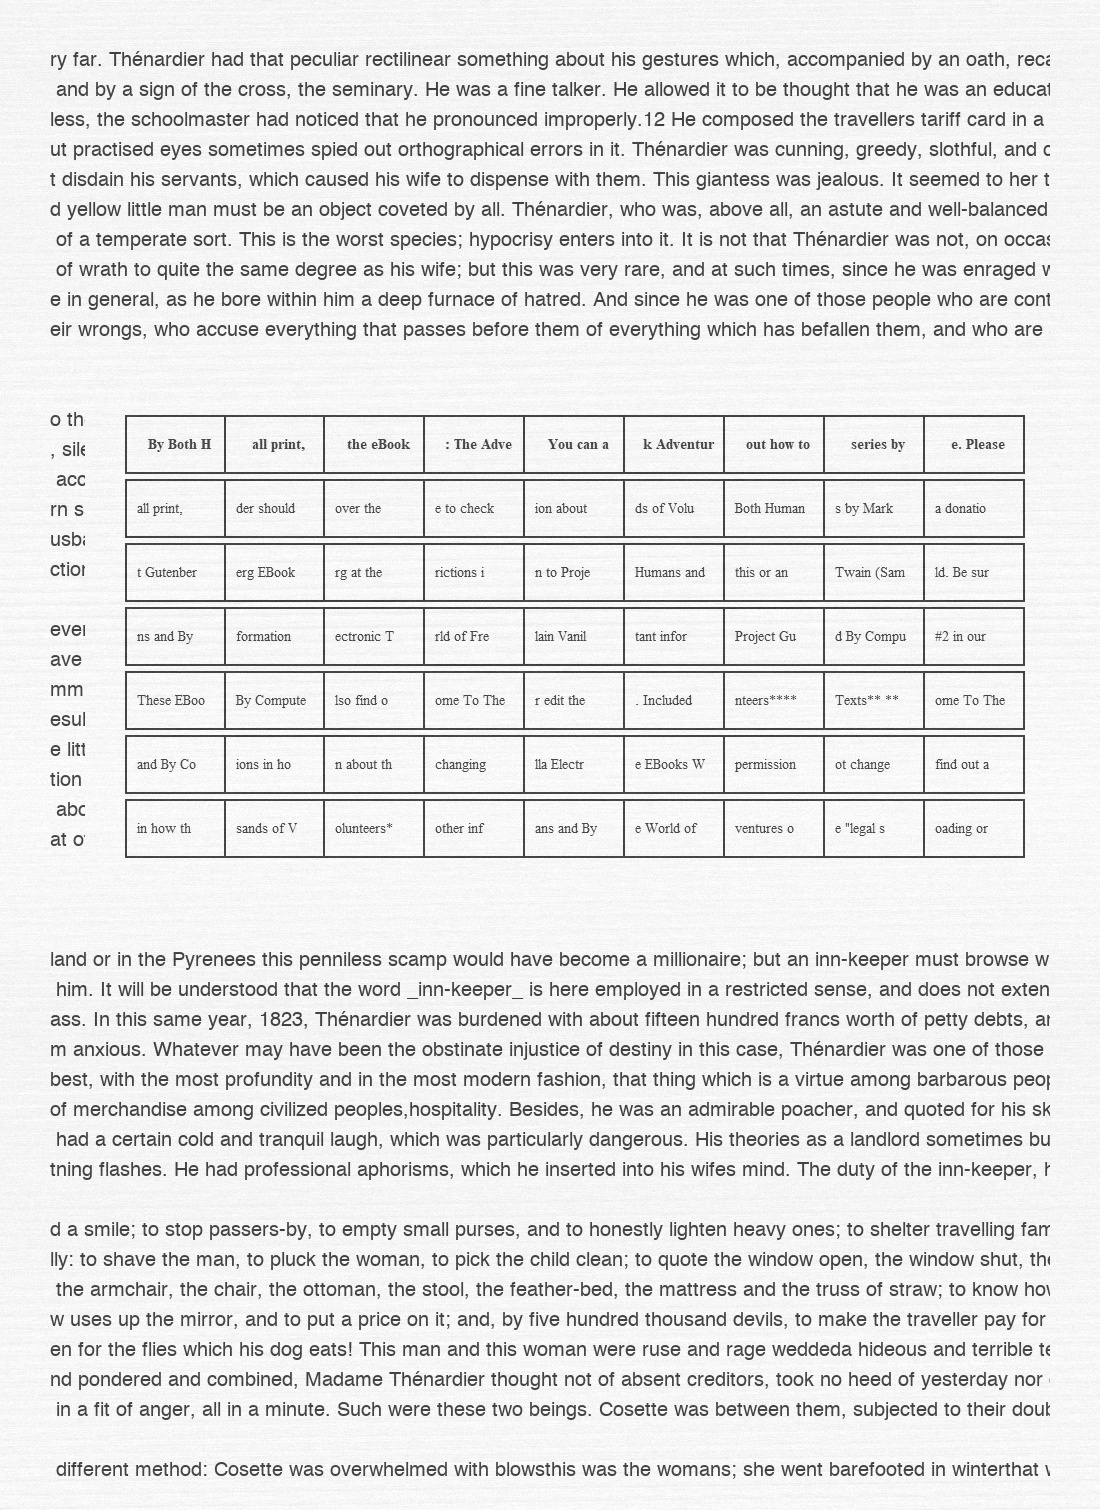 ry far. Thénardier had that peculiar rectilinear something about his gestures which, accompanied by an oath,
and by a sign of the cross, the seminary. He was a fine talker. He allowed it to be thought that he was an
less, the schoolmaster had noticed that he pronounced improperly.12 He composed the travellers tariff card in a
ut practised eyes sometimes spied out orthographical errors in it. Thénardier was cunning, greedy, slothful, and
t disdain his servants, which caused his wife to dispense with them. This giantess was jealous. It seemed to her
d yellow little man must be an object coveted by all. Thénardier, who was, above all, an astute and well-balanced
of a temperate sort. This is the worst species; hypocrisy enters into it. It is not that Thénardier was not, on
of wrath to quite the same degree as his wife; but this was very rare, and at such times, since he was enraged
e in general, as he bore within him a deep furnace of hatred. And since he was one of those people who are cont
eir wrongs, who accuse everything that passes before them of everything which has befallen them, and who are
o th
, sile
acc
rn s
usba
ction
ever
ave
mm
esul
e litt
tion
abo
at o
By Both H all print, the eBook : The Adve You can a k Adventur out how to series by e. Please
all print, der should over the e to check ion about ds of Volu Both Human s by Mark a donatio
t Gutenber erg EBook rg at the rictions i n to Proje Humans and this or an Twain (Sam ld. Be sur
ns and By formation ectronic T rld of Fre lain Vanil tant infor Project Gu d By Compu #2 in our
These EBoo By Compute lso find o ome To The r edit the . Included nteers**** Texts** ** ome To The
and By Co ions in ho n about th changing lla Electr e EBooks W permission ot change find out a
in how th sands of V olunteers* other inf ans and By e World of ventures o e "legal s oading or
land or in the Pyrenees this penniless scamp would have become a millionaire; but an inn-keeper must browse
him. It will be understood that the word _inn-keeper_ is here employed in a restricted sense, and does not exten
ass. In this same year, 1823, Thénardier was burdened with about fifteen hundred francs worth of petty debts,
m anxious. Whatever may have been the obstinate injustice of destiny in this case, Thénardier was one of those
best, with the most profundity and in the most modern fashion, that thing which is a virtue among barbarous
of merchandise among civilized peoples,hospitality. Besides, he was an admirable poacher, and quoted for his sk
had a certain cold and tranquil laugh, which was particularly dangerous. His theories as a landlord sometimes bu
tning flashes. He had professional aphorisms, which he inserted into his wifes mind. The duty of the inn-keeper,
d a smile; to stop passers-by, to empty small purses, and to honestly lighten heavy ones; to shelter travelling fam
lly: to shave the man, to pluck the woman, to pick the child clean; to quote the window open, the window shut,
the armchair, the chair, the ottoman, the stool, the feather-bed, the mattress and the truss of straw; to know
w uses up the mirror, and to put a price on it; and, by five hundred thousand devils, to make the traveller pay for
en for the flies which his dog eats! This man and this woman were ruse and rage weddeda hideous and terrible
nd pondered and combined, Madame Thénardier thought not of absent creditors, took no heed of yesterday nor
in a fit of anger, all in a minute. Such were these two beings. Cosette was between them, subjected to their
different method: Cosette was overwhelmed with blowsthis was the womans; she went barefooted in winterthat